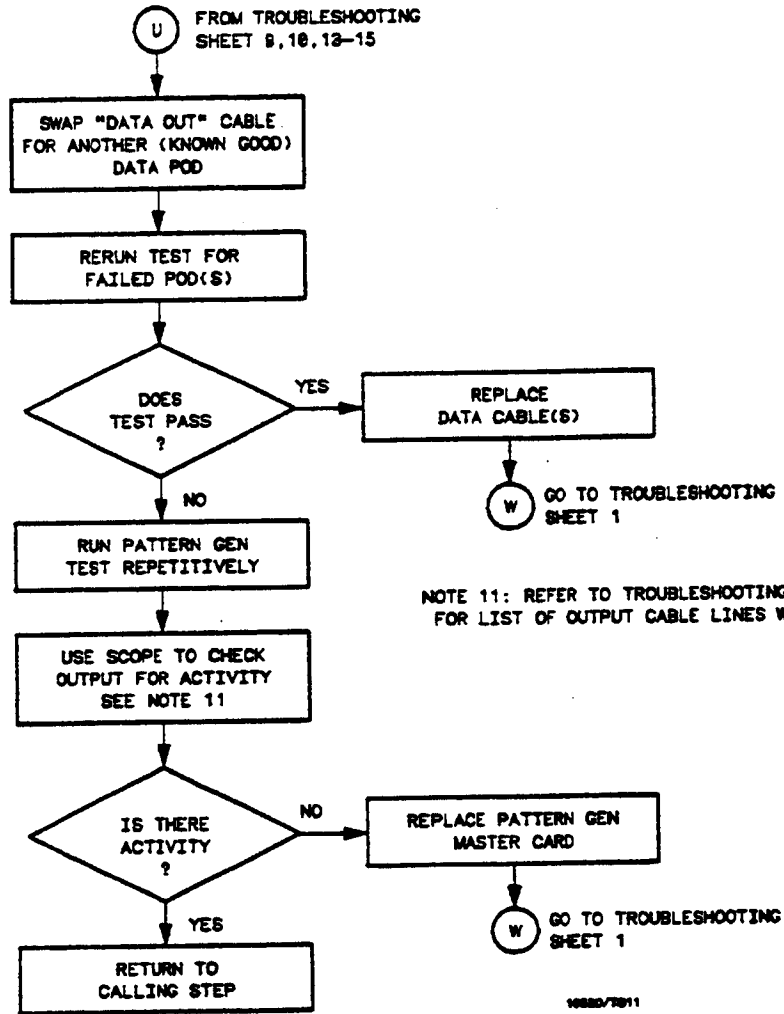 U
FROM TROUBLESHOOTING
SHEET 9,10,13-15
SWAP "DATA OUT" CABLE
FOR ANOTHER (KNOWN GOOD)
DATA POD
RERUN TEST FOR
FAILED POD(S)
DOES
TEST PASS
?
YES
REPLACE
DATA CABLE(S)
NO
W
GO TO TROUBLESHOOTING
SHEET 1
RUN PATTERN GEN
TEST REPETITIVELY
NOTE 11: REFER TO TROUBLESHOOTING
FOR LIST OF OUTPUT CABLE LINES
USE SCOPE TO CHECK
OUTPUT FOR ACTIVITY
SEE NOTE 11
IS THERE
ACTIVITY
?
NO
REPLACE PATTERN GEN
MASTER CARD
YES
W
GO TO TROUBLESHOOTING
SHEET 1
RETURN TO
CALLING STEP